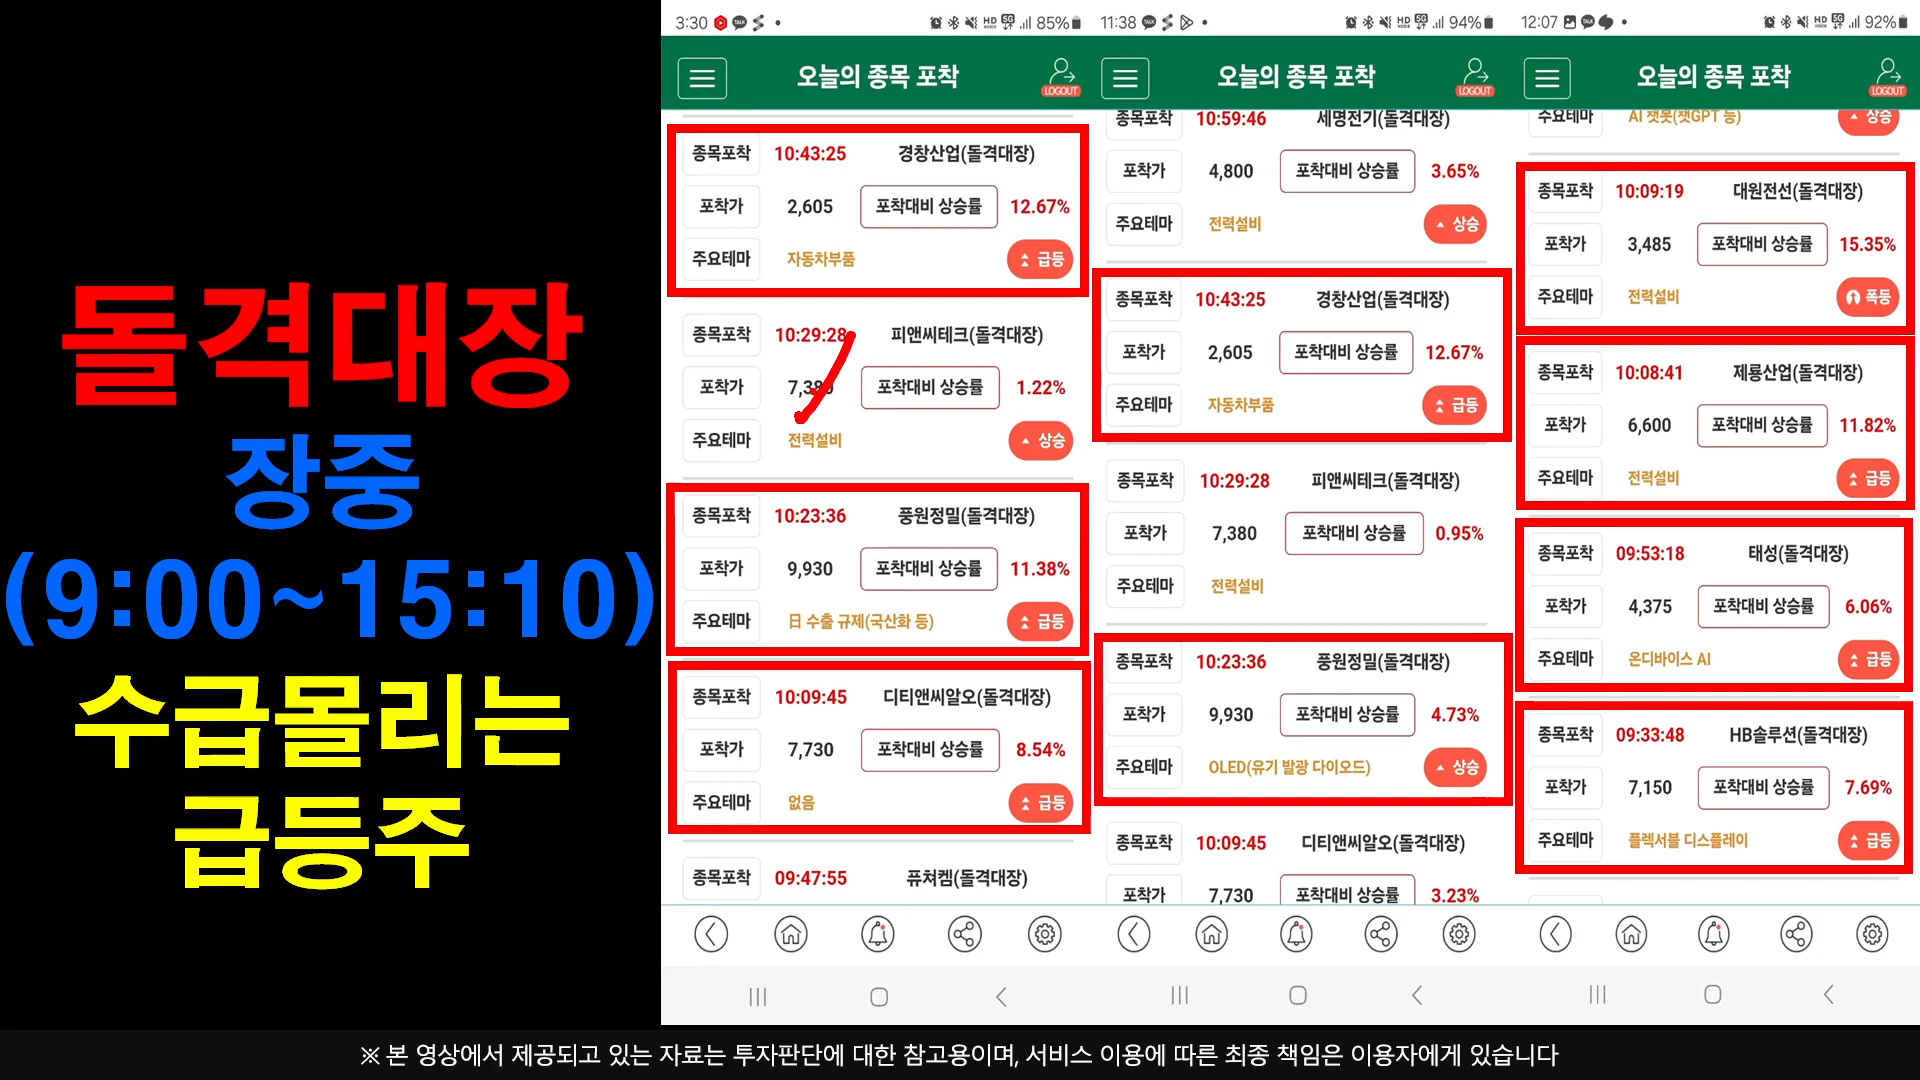 돌격대장
장중
(9:00~15:10)
수급몰리는
급등주
3:30 85%
오늘의 종목 포착
LOGOUT
종목포착 10:43:25 경창산업(돌격대장)
포착가 2,605 포착대비 상승률 12.67%
주요테마 자동차부품 급등
종목포착 10:29:28 피앤씨테크(돌격대장)
포착가 7,380 포착대비 상승률 1.22%
주요테마 전력설비 상승
종목포착 10:23:36 풍원정밀(돌격대장)
포착가 9,930 포착대비 상승률 11.38%
주요테마 日 수출 규제(국산화 등) 급등
종목포착 10:09:45 디티앤씨알오(돌격대장)
포착가 7,730 포착대비 상승률 8.54%
주요테마 없음 급등
종목포착 09:47:55 퓨쳐켐(돌격대장)
11:38 94%
오늘의 종목 포착
LOGOUT
종목포착 10:59:46 세명전기(돌격대장)
포착가 4,800 포착대비 상승률 3.65%
주요테마 전력설비 상승
종목포착 10:43:25 경창산업(돌격대장)
포착가 2,605 포착대비 상승률 12.67%
주요테마 자동차부품 급등
종목포착 10:29:28 피앤씨테크(돌격대장)
포착가 7,380 포착대비 상승률 0.95%
주요테마 전력설비
종목포착 10:23:36 풍원정밀(돌격대장)
포착가 9,930 포착대비 상승률 4.73%
주요테마 OLED(유기 발광 다이오드) 상승
종목포착 10:09:45 디티앤씨알오(돌격대장)
포착가 7,730 포착대비 상승률 3.23%
12:07 92%
오늘의 종목 포착
LOGOUT
주요테마 AI 챗봇(챗GPT 등) 상승
종목포착 10:09:19 대원전선(돌격대장)
포착가 3,485 포착대비 상승률 15.35%
주요테마 전력설비 폭등
종목포착 10:08:41 제룡산업(돌격대장)
포착가 6,600 포착대비 상승률 11.82%
주요테마 전력설비 급등
종목포착 09:53:18 태성(돌격대장)
포착가 4,375 포착대비 상승률 6.06%
주요테마 온디바이스 AI 급등
종목포착 09:33:48 HB솔루션(돌격대장)
포착가 7,150 포착대비 상승률 7.69%
주요테마 플렉서블 디스플레이 급등
※ 본 영상에서 제공되고 있는 자료는 투자판단에 대한 참고용이며, 서비스 이용에 따른 최종 책임은 이용자에게 있습니다